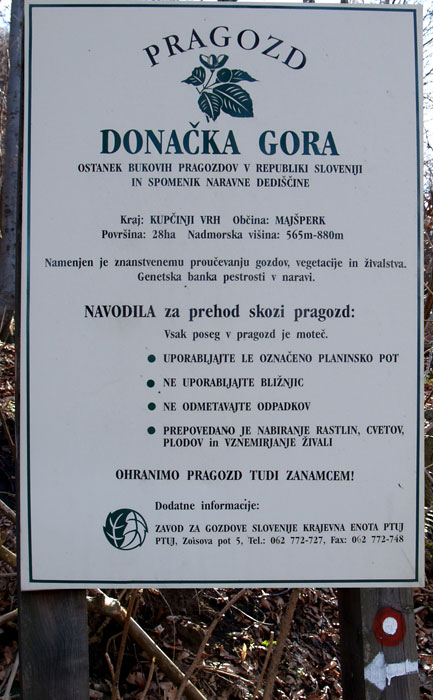 PRAGOZD
DONAČKA GORA
OSTANEK BUKOVIH PRAGOZDOV V REPUBLIKI SLOVENIJI
IN SPOMENIK NARAVNE DEDIŠČINE
Kraj: KUPČINJI VRH Občina: MAJŠPERK
Površina: 28ha Nadmorska višina: 565m-880m
Namenjen je znanstvenemu proučevanju gozdov, vegetacije in živalstva.
Genetska banka pestrosti v naravi.
NAVODILA za prehod skozi pragozd:
Vsak poseg v pragozd je moteč.
● UPORABLJAJTE LE OZNAČENO PLANINSKO POT
● NE UPORABLJAJTE BLIŽNJIC
● NE ODMETAVAJTE ODPADKOV
● PREPOVEDANO JE NABIRANJE RASTLIN, CVETOV,
PLODOV in VZNEMIRJANJE ŽIVALI
OHRANIMO PRAGOZD TUDI ZANAMCEM!
Dodatne informacije:
ZAVOD ZA GOZDOVE SLOVENIJE KRAJEVNA ENOTA PTUJ
PTUJ, Zoisova pot 5, Tel.: 062 772-727, Fax: 062 772-748